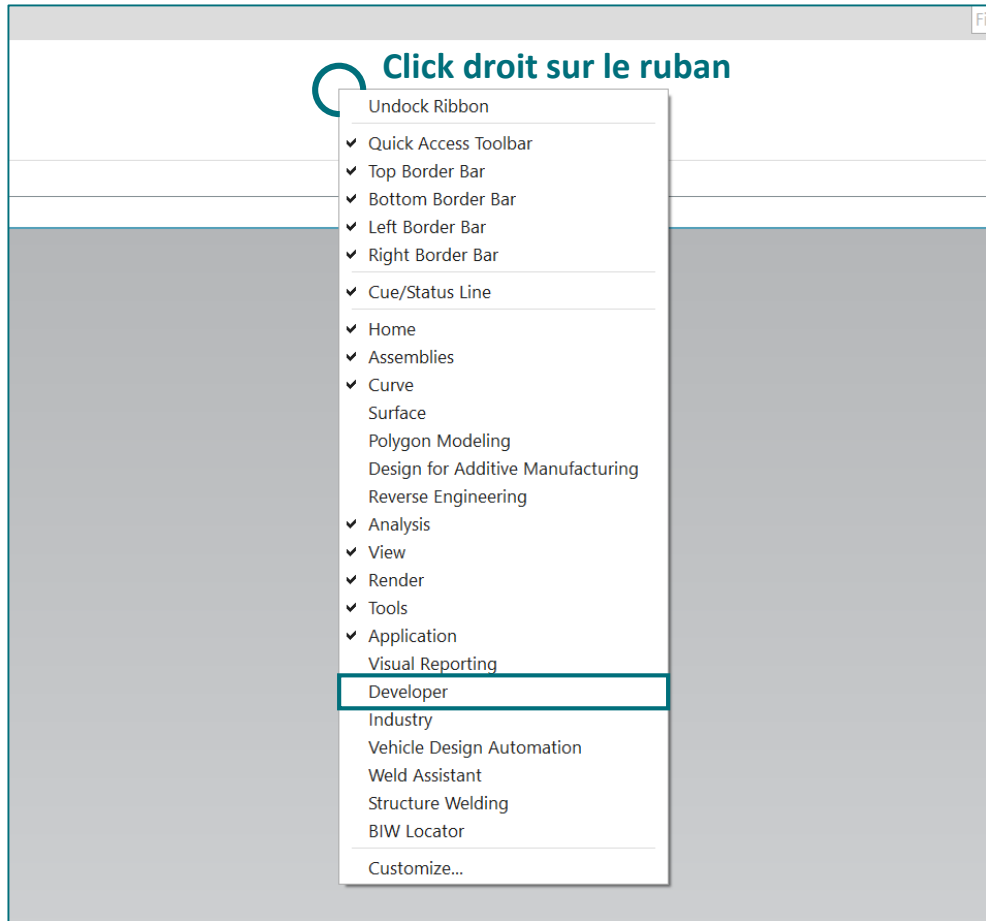 Fi
Click droit sur le ruban
Undock Ribbon
Quick Access Toolbar
Top Border Bar
Bottom Border Bar
Left Border Bar
Right Border Bar
Cue/Status Line
Home
Assemblies
Curve
Surface
Polygon Modeling
Design for Additive Manufacturing
Reverse Engineering
Analysis
View
Render
Tools
Application
Visual Reporting
Developer
Industry
Vehicle Design Automation
Weld Assistant
Structure Welding
BIW Locator
Customize...